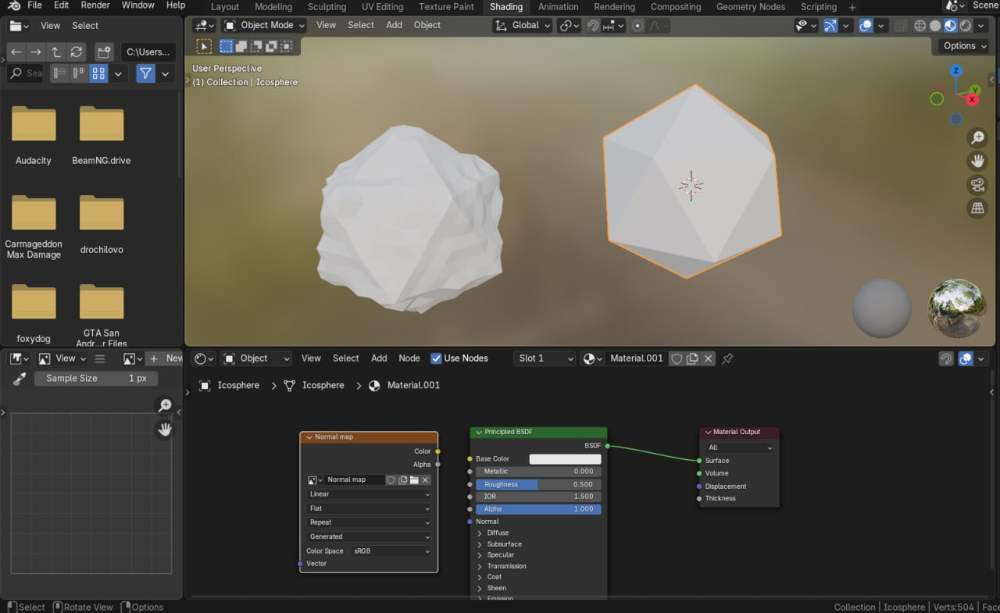 File Edit Render Window Help Layout Modeling Sculpting UV Editing Texture Paint Shading Animation Rendering Compositing Geometry Nodes Scripting + Scene
View Select
Object Mode View Select Add Object Global
C:\Users...
Options
Sea
User Perspective
(1) Collection | Icosphere
Z
Y
X
Audacity
BeamNG.drive
Carmageddon
Max Damage
drochilovo
foxydog
GTA San
Andr...r Files
View + New
Object View Select Add Node Use Nodes Slot 1 Material.001
Sample Size 1 px
Icosphere > Icosphere > Material.001
Normal map
Color
Alpha
Normal map
Linear
Flat
Repeat
Generated
Color Space sRGB
Vector
Principled BSDF
BSDF
Base Color
Metallic 0.000
Roughness 0.500
IOR 1.500
Alpha 1.000
Normal
Diffuse
Subsurface
Specular
Transmission
Coat
Sheen
Emission
Material Output
All
Surface
Volume
Displacement
Thickness
Select Rotate View Options
Collection | Icosphere | Verts:504 | Face